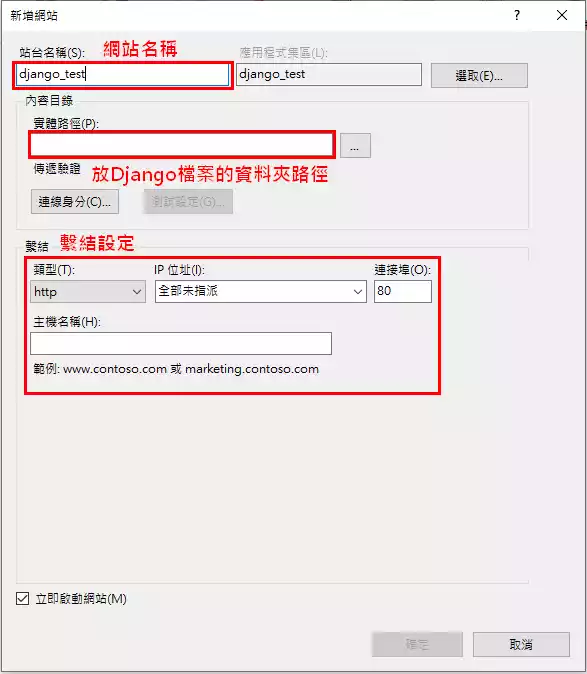 新增網站
?
站台名稱(S):
網站名稱
應用程式集區(L):
django_test
django_test
選取(E)...
內容目錄
實體路徑(P):
...
傳遞驗證
放Django檔案的資料夾路徑
連線身分(C)...
測試設定(G)...
繫結
繫結設定
類型(T):
IP 位址(I):
連接埠(O):
http
全部未指派
80
主機名稱(H):
範例: www.contoso.com 或 marketing.contoso.com
立即啟動網站(M)
確定
取消